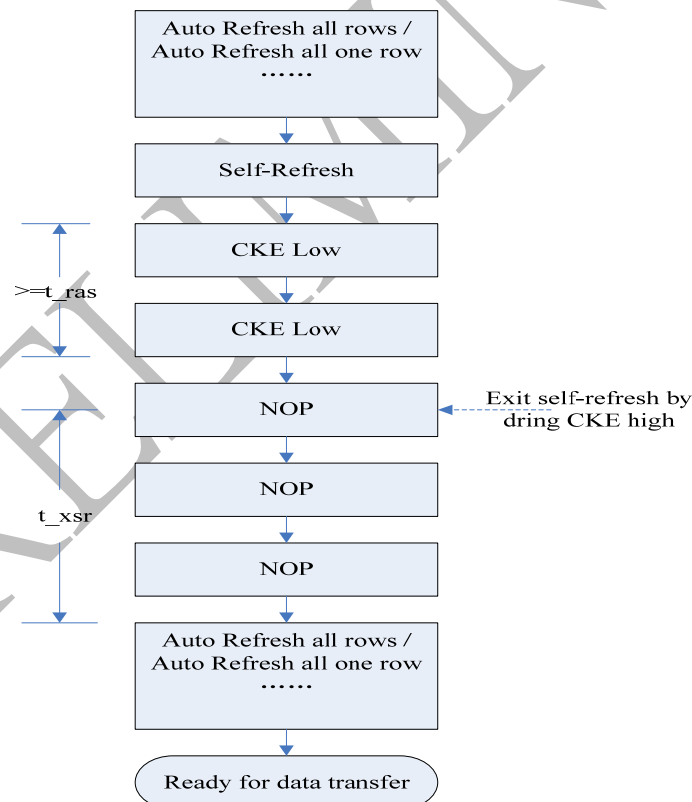 Auto Refresh all rows /
Auto Refresh all one row
......
Self-Refresh
CKE Low
>=t_ras
CKE Low
NOP
Exit self-refresh by
dring CKE high
NOP
t_xsr
NOP
Auto Refresh all rows /
Auto Refresh all one row
......
Ready for data transfer